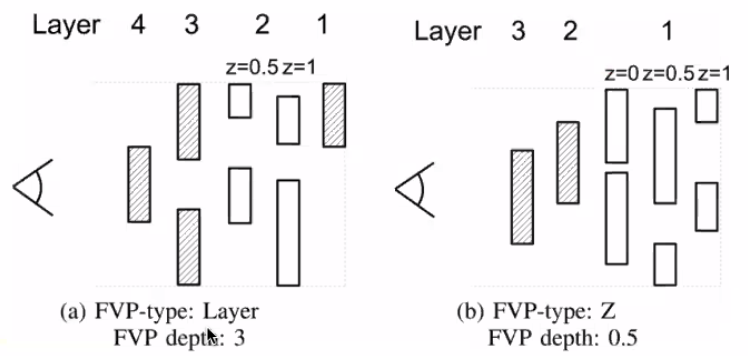 Layer 4 3 2 1
z=0.5 z=1
(a) FVP-type: Layer
FVP depth: 3
Layer 3 2 1
z=0 z=0.5 z=1
(b) FVP-type: Z
FVP depth: 0.5